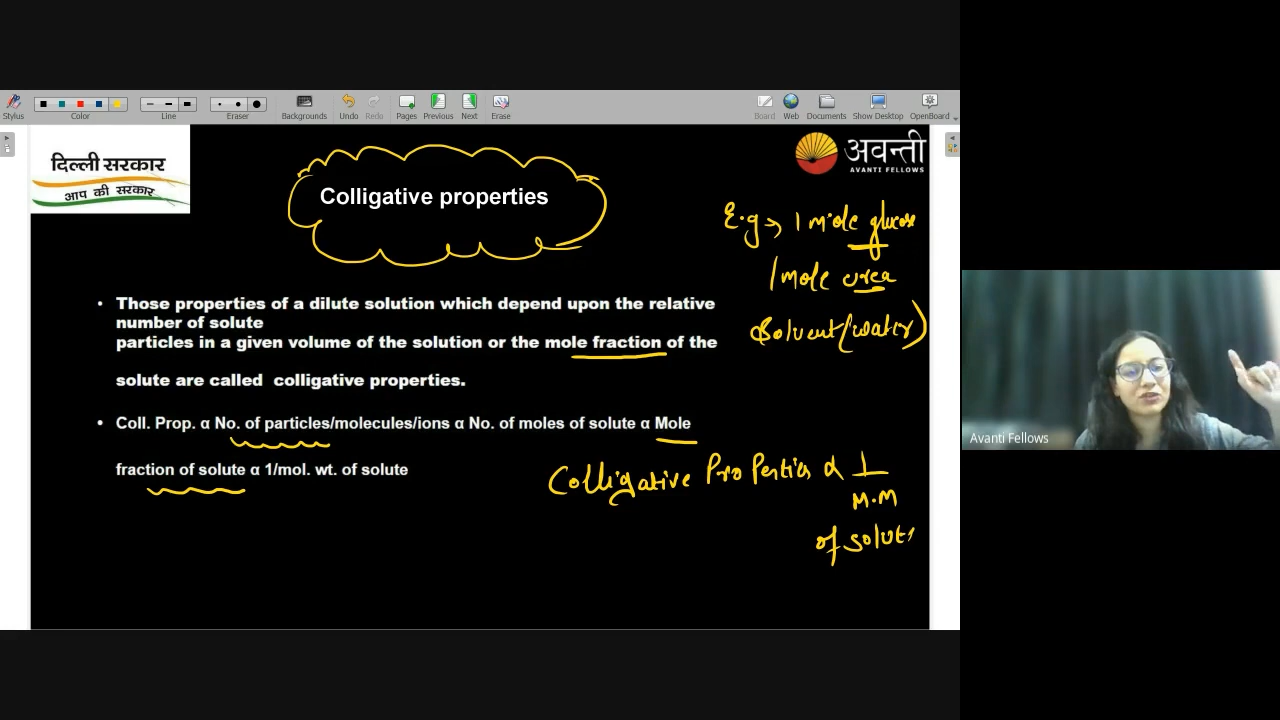 Stylus
Color
Line
Eraser
Backgrounds
Undo
Redo
Pages
Previous
Next
Erase
Board
Web
Documents
Show Desktop
OpenBoard
दिल्ली सरकार
आप की सरकार
अवन्ती
AVANTI FELLOWS
Colligative properties
E.g → 1 mole glucose
1 mole urea
Solvent (water)
• Those properties of a dilute solution which depend upon the relative
number of solute
particles in a given volume of the solution or the mole fraction of the
solute are called colligative properties.
• Coll. Prop. α No. of particles/molecules/ions α No. of moles of solute α Mole
fraction of solute α 1/mol. wt. of solute
Colligative Properties α 1/M.M
of solute
Avanti Fellows